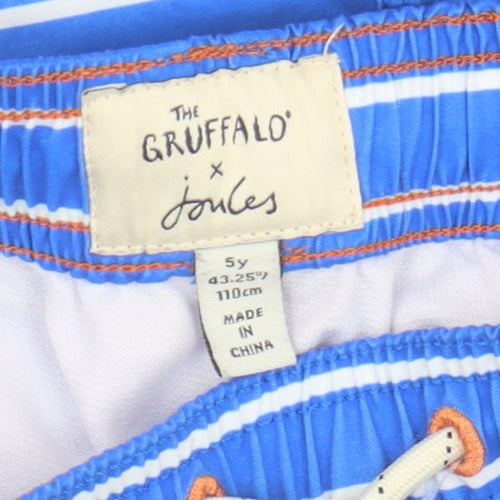 THE
GRUFFALO
x
Joules
5y
43.25"/
110cm
MADE
IN
CHINA